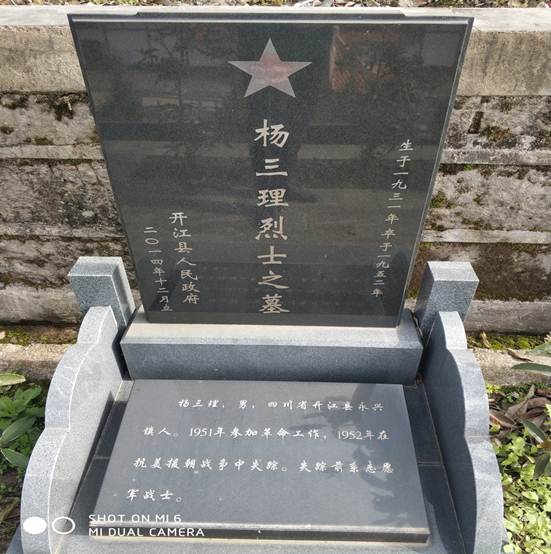 生于一九三一年卒于一九五二年
杨三理烈士之墓
开江县人民政府
二〇一四年十二月立
杨三理，男，四川省开江县永兴
镇人。1951年参加革命工作，1952年在
抗美援朝战争中失踪。失踪前系志愿
军战士。
SHOT ON MI 6
MI DUAL CAMERA